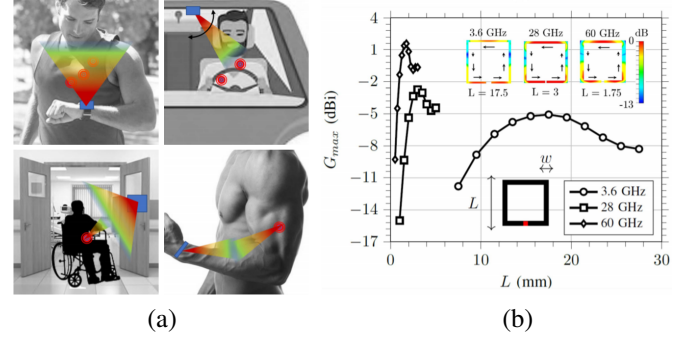 4
1
-2
-5
-8
-11
-14
-17
G_max (dBi)
3.6 GHz
28 GHz
60 GHz
dB
0
-13
L = 17.5
L = 3
L = 1.75
w
L
3.6 GHz
28 GHz
60 GHz
0
10
20
30
L (mm)
(a)
(b)